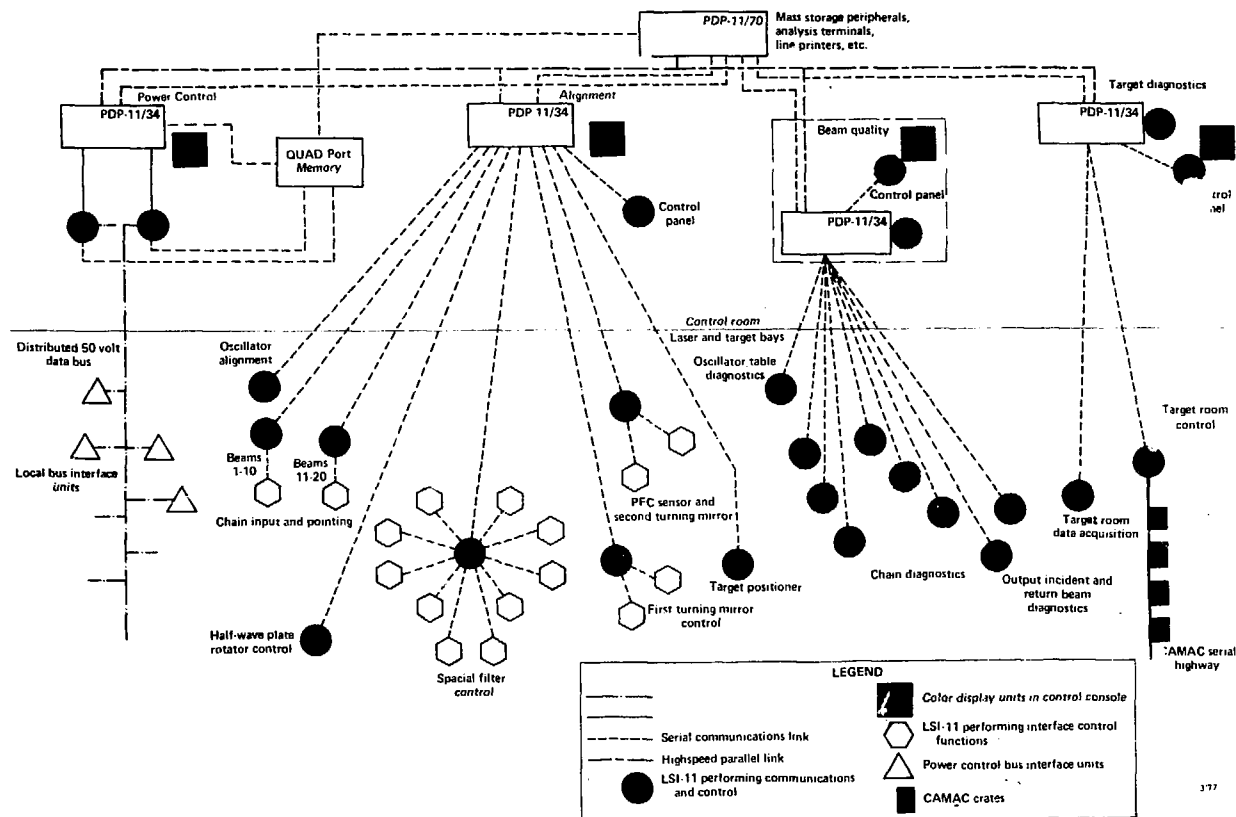 PDP-11/70
Mass storage peripherals,
analysis terminals,
line printers, etc.
Power Control
PDP-11/34
QUAD Port
Memory
Alignment
PDP 11/34
Control
panel
Beam quality
Control panel
PDP-11/34
Target diagnostics
PDP-11/34
Control room
Laser and target bays
Distributed 50 volt
data bus
Local bus interface
units
Oscillator
alignment
Beams
1-10
Beams
11-20
Chain input and pointing
Half-wave plate
rotator control
Spacial filter
control
PFC sensor and
second turning mirror
First turning mirror
control
Target positioner
Oscillator table
diagnostics
Chain diagnostics
Output incident and
return beam
diagnostics
Target room
control
Target room
data acquisition
CAMAC serial
highway
LEGEND
Serial communications link
Highspeed parallel link
LSI-11 performing communications
and control
Color display units in control console
LSI-11 performing interface control
functions
Power control bus interface units
CAMAC crates
3'77